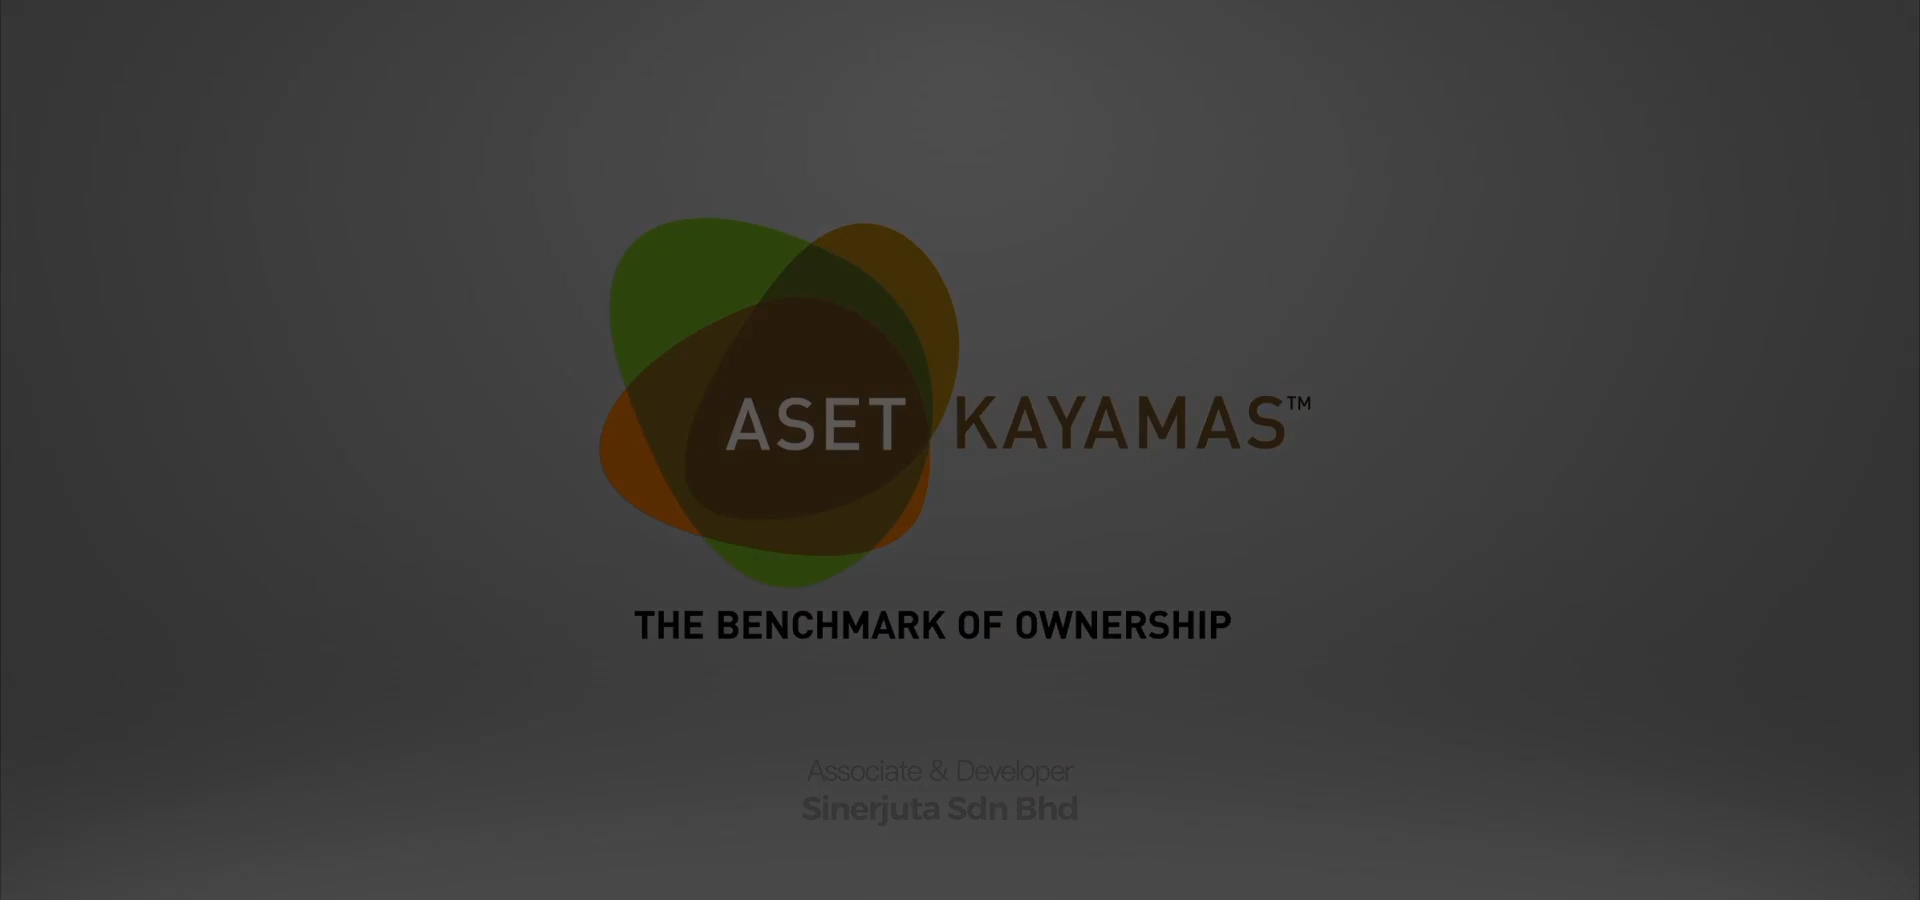 ASET KAYAMAS™
THE BENCHMARK OF OWNERSHIP
Associate & Developer
Sinerjuta Sdn Bhd